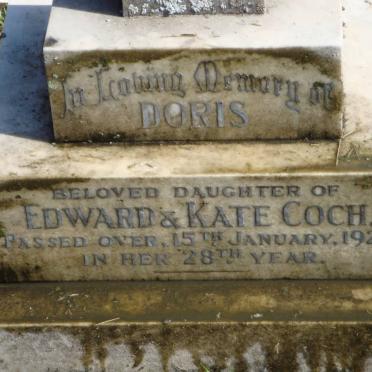 In Loving Memory of
DORIS
BELOVED DAUGHTER OF
EDWARD & KATE COCH
PASSED OVER, 15TH JANUARY, 192
IN HER 28TH YEAR.